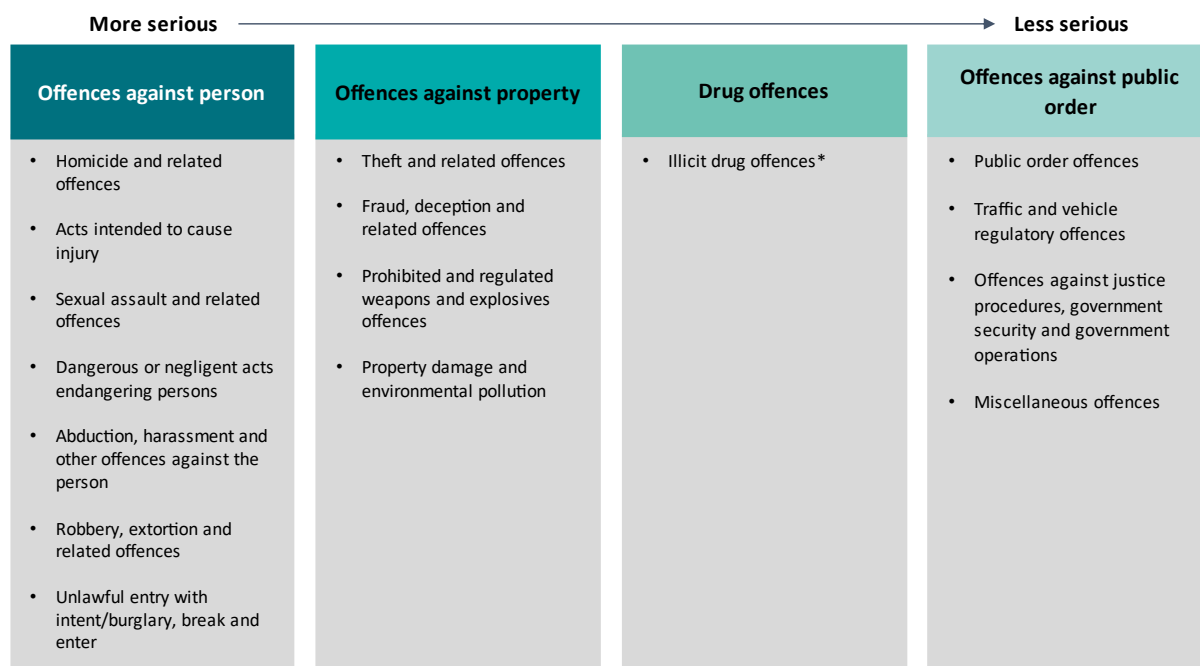 More serious
Less serious
Offences against person
• Homicide and related
offences
• Acts intended to cause
injury
• Sexual assault and related
offences
• Dangerous or negligent acts
endangering persons
• Abduction, harassment and
other offences against the
person
• Robbery, extortion and
related offences
• Unlawful entry with
intent/burglary, break and
enter
Offences against property
• Theft and related offences
• Fraud, deception and
related offences
• Prohibited and regulated
weapons and explosives
offences
• Property damage and
environmental pollution
Drug offences
• Illicit drug offences*
Offences against public
order
• Public order offences
• Traffic and vehicle
regulatory offences
• Offences against justice
procedures, government
security and government
operations
• Miscellaneous offences